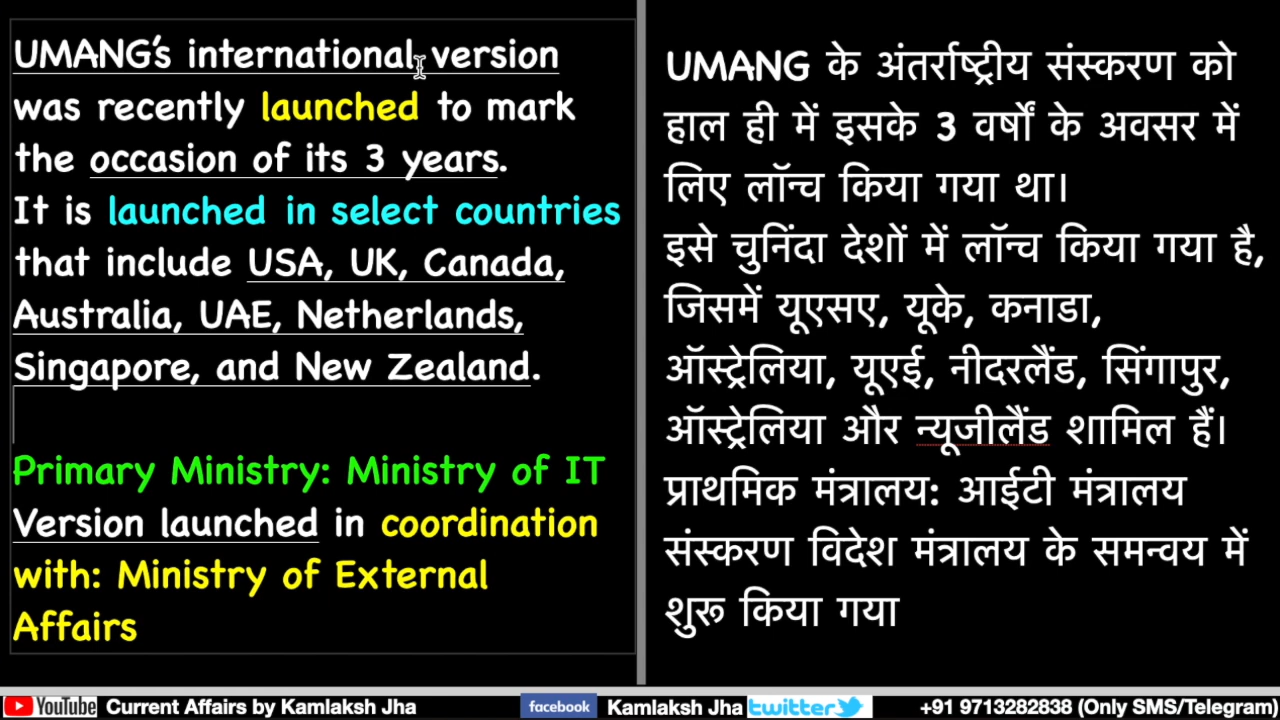 UMANG's international version
was recently launched to mark
the occasion of its 3 years.
It is launched in select countries
that include USA, UK, Canada,
Australia, UAE, Netherlands,
Singapore, and New Zealand.
Primary Ministry: Ministry of IT
Version launched in coordination
with: Ministry of External
Affairs
UMANG के अंतर्राष्ट्रीय संस्करण को
हाल ही में इसके 3 वर्षों के अवसर में
लिए लॉन्च किया गया था।
इसे चुनिंदा देशों में लॉन्च किया गया है,
जिसमें यूएसए, यूके, कनाडा,
ऑस्ट्रेलिया, यूएई, नीदरलैंड, सिंगापुर,
ऑस्ट्रेलिया और न्यूजीलैंड शामिल हैं।
प्राथमिक मंत्रालय: आईटी मंत्रालय
संस्करण विदेश मंत्रालय के समन्वय में
शुरू किया गया
YouTube Current Affairs by Kamlaksh Jha facebook Kamlaksh Jha twitter +91 9713282838 (Only SMS/Telegram)